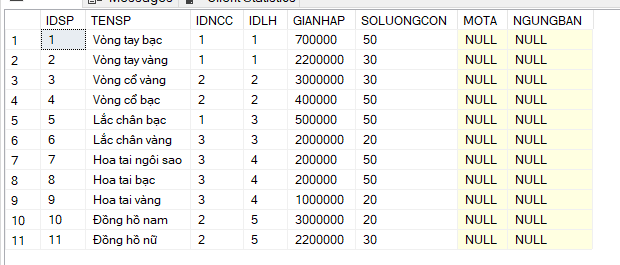 Messages Client Statistics
IDSP TENSP IDNCC IDLH GIANHAP SOLUONGCON MOTA NGUNGBAN
1 1 Vòng tay bạc 1 1 700000 50 NULL NULL
2 2 Vòng tay vàng 1 1 2200000 30 NULL NULL
3 3 Vòng cổ vàng 2 2 3000000 30 NULL NULL
4 4 Vòng cổ bạc 2 2 400000 50 NULL NULL
5 5 Lắc chân bạc 1 3 500000 50 NULL NULL
6 6 Lắc chân vàng 3 3 2000000 20 NULL NULL
7 7 Hoa tai ngôi sao 3 4 200000 50 NULL NULL
8 8 Hoa tai bạc 3 4 200000 50 NULL NULL
9 9 Hoa tai vàng 3 4 1000000 20 NULL NULL
10 10 Đồng hồ nam 2 5 3000000 20 NULL NULL
11 11 Đồng hồ nữ 2 5 2200000 30 NULL NULL